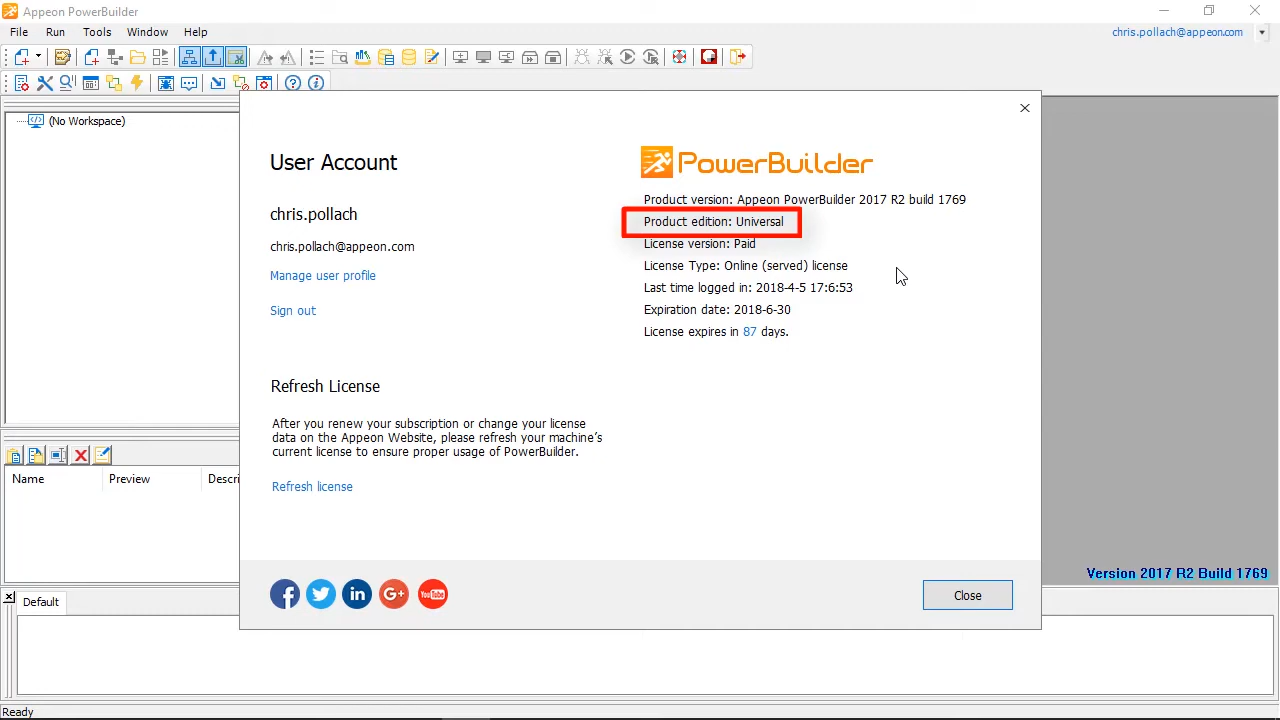 Appeon PowerBuilder
File Run Tools Window Help
chris.pollach@appeon.com
(No Workspace)
User Account
chris.pollach
chris.pollach@appeon.com
Manage user profile
Sign out
Refresh License
After you renew your subscription or change your license
data on the Appeon Website, please refresh your machine's
current license to ensure proper usage of PowerBuilder.
Refresh license
PowerBuilder
Product version: Appeon PowerBuilder 2017 R2 build 1769
Product edition: Universal
License version: Paid
License Type: Online (served) license
Last time logged in: 2018-4-5 17:6:53
Expiration date: 2018-6-30
License expires in 87 days.
Name Preview Descri
Version 2017 R2 Build 1769
f in G+ YouTube
Close
Default
Ready